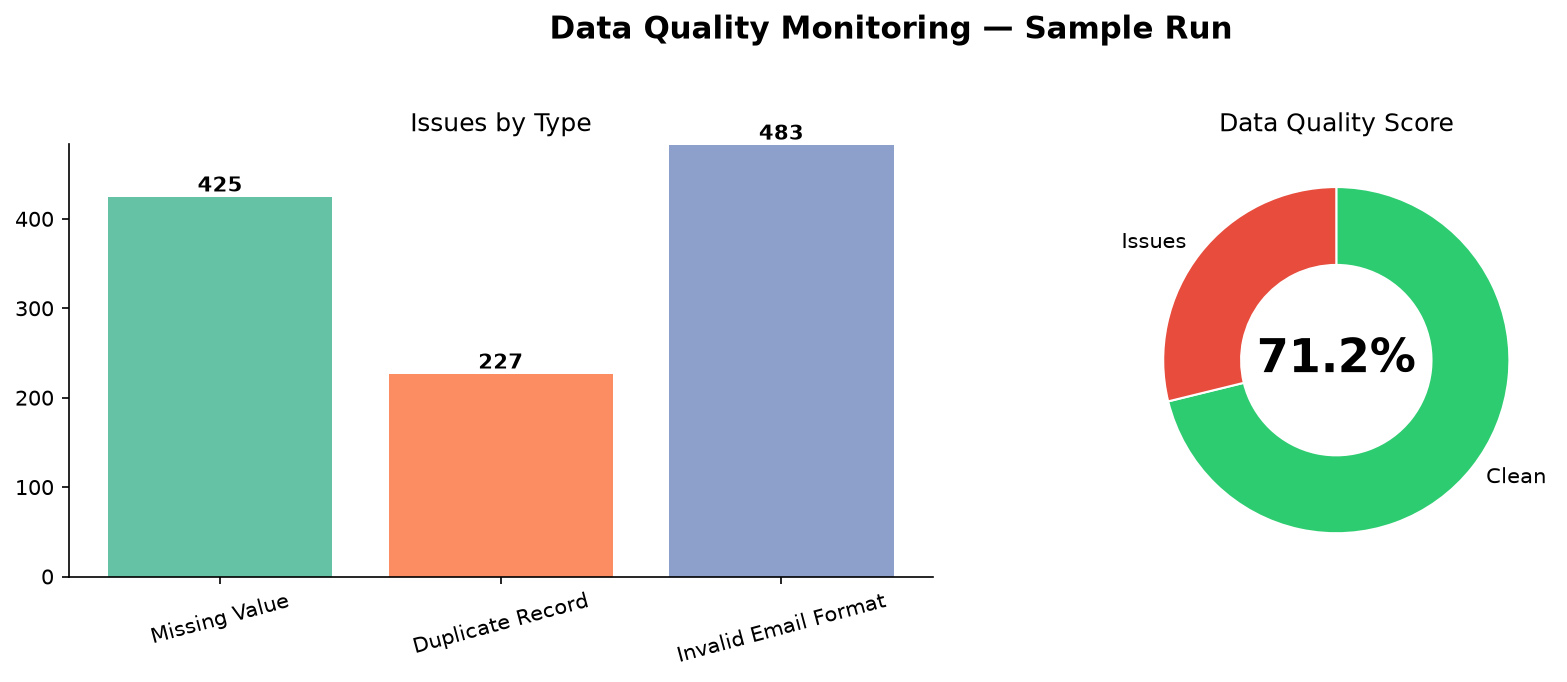 Data Quality Monitoring — Sample Run
Issues by Type
425
227
483
400
300
200
100
0
Missing Value
Duplicate Record
Invalid Email Format
Data Quality Score
Issues
71.2%
Clean